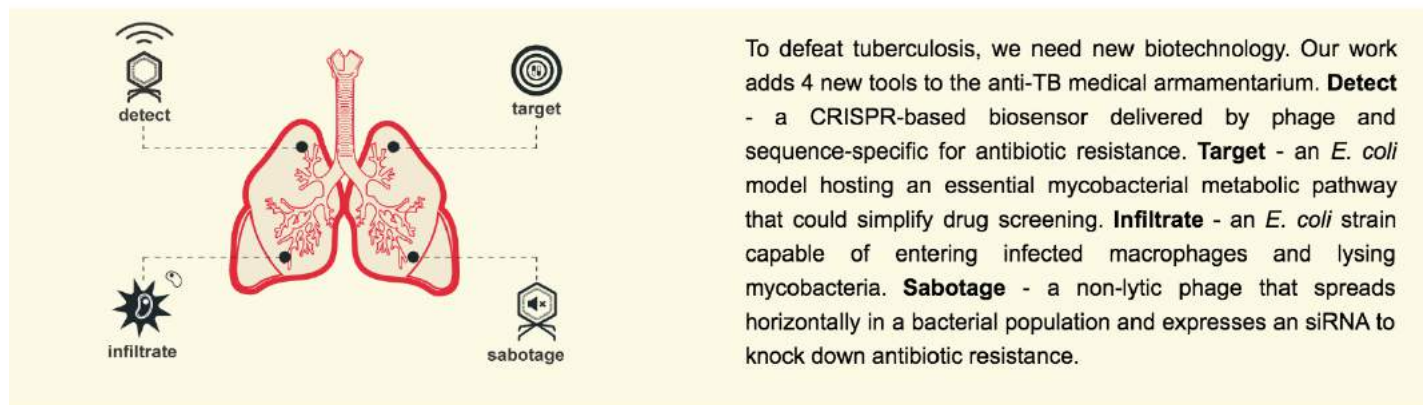 detect
target
infiltrate
sabotage
To defeat tuberculosis, we need new biotechnology. Our work
adds 4 new tools to the anti-TB medical armamentarium. Detect
- a CRISPR-based biosensor delivered by phage and
sequence-specific for antibiotic resistance. Target - an E. coli
model hosting an essential mycobacterial metabolic pathway
that could simplify drug screening. Infiltrate - an E. coli strain
capable of entering infected macrophages and lysing
mycobacteria. Sabotage - a non-lytic phage that spreads
horizontally in a bacterial population and expresses an siRNA to
knock down antibiotic resistance.